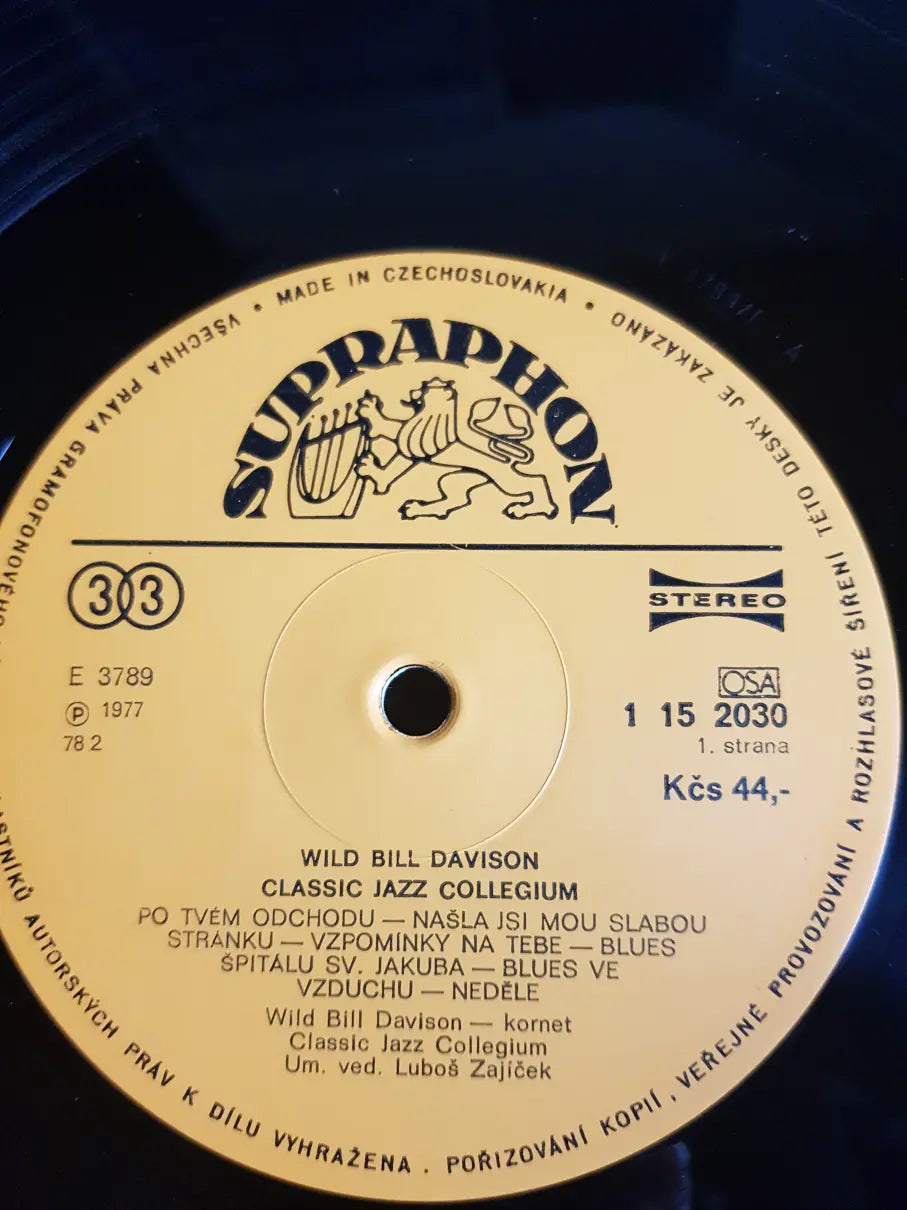 MADE IN CZECHOSLOVAKIA •
SUPRAPHON
33
STEREO
E 3789
Ⓟ 1977
78 2
OSA
1 15 2030
1. strana
Kčs 44,-
WILD BILL DAVISON
CLASSIC JAZZ COLLEGIUM
PO TVÉM ODCHODU — NAŠLA JSI MOU SLABOU
STRÁNKU — VZPOMÍNKY NA TEBE — BLUES
ŠPITÁLU SV. JAKUBA — BLUES VE
VZDUCHU — NEDĚLE
Wild Bill Davison — kornet
Classic Jazz Collegium
Um. ved. Luboš Zajíček
VŠECHNA PRÁVA GRAMOFONOVÉHO
AUTORSKÝCH PRÁV K DÍLU VYHRAŽENA . POŘIZOVÁNÍ KOPIÍ , VEŘEJNÉ PROVOZOVÁNÍ A ROZHLASOVÉ ŠÍŘENÍ TÉTO DESKY JE ZAKÁZÁNO •